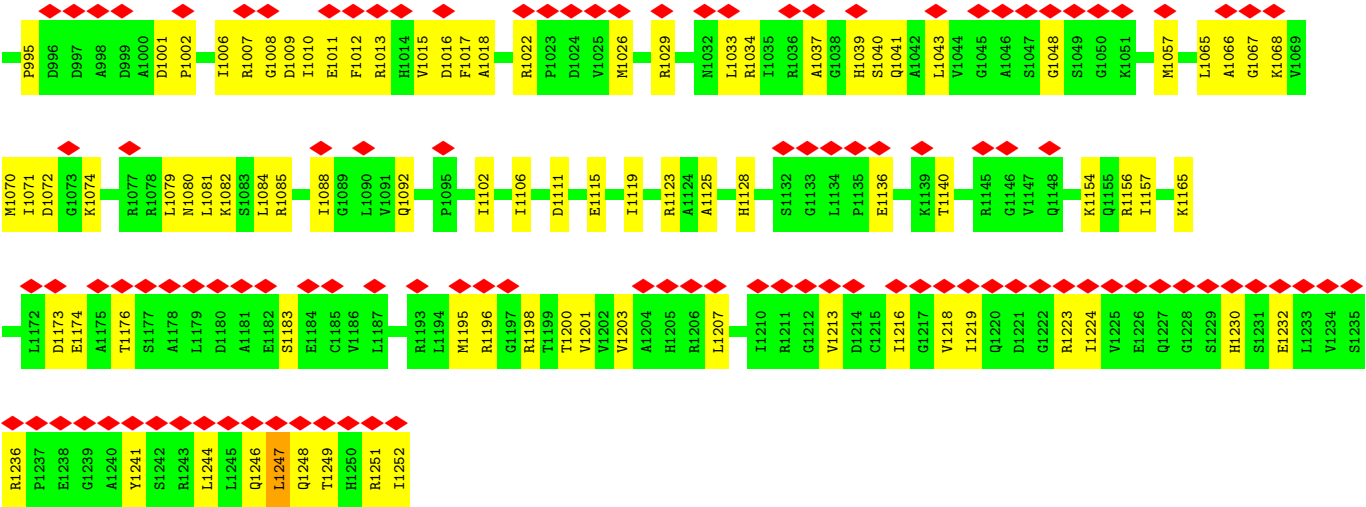 P995 D996 D997 A998 D999 A1000 D1001 P1002 I1006 R1007 G1008 D1009 I1010 E1011 F1012 R1013 H1014 V1015 D1016 F1017 A1018 R1022 P1023 D1024 V1025 M1026 R1029 N1032 L1033 R1034 I1035 R1036 A1037 G1038 H1039 S1040 Q1041 A1042 L1043 V1044 G1045 A1046 S1047 G1048 S1049 G1050 K1051 M1057 L1065 A1066 G1067 K1068 V1069
M1070 I1071 D1072 G1073 K1074 R1077 R1078 L1079 N1080 L1081 K1082 S1083 L1084 R1085 I1088 G1089 L1090 V1091 Q1092 P1095 I1102 I1106 D1111 E1115 I1119 R1123 A1124 A1125 H1128 S1132 G1133 L1134 P1135 E1136 K1139 T1140 R1145 G1146 V1147 Q1148 K1154 Q1155 R1156 I1157 K1165
L1172 D1173 E1174 A1175 T1176 S1177 A1178 L1179 D1180 A1181 E1182 S1183 E1184 C1185 V1186 L1187 R1193 L1194 M1195 R1196 G1197 R1198 T1199 T1200 V1201 V1202 V1203 A1204 H1205 R1206 L1207 I1210 R1211 G1212 V1213 D1214 C1215 I1216 G1217 V1218 I1219 Q1220 D1221 G1222 R1223 I1224 V1225 E1226 Q1227 G1228 S1229 H1230 S1231 E1232 L1233 V1234 S1235
R1236 P1237 E1238 G1239 A1240 Y1241 S1242 R1243 L1244 L1245 Q1246 L1247 Q1248 T1249 H1250 R1251 I1252